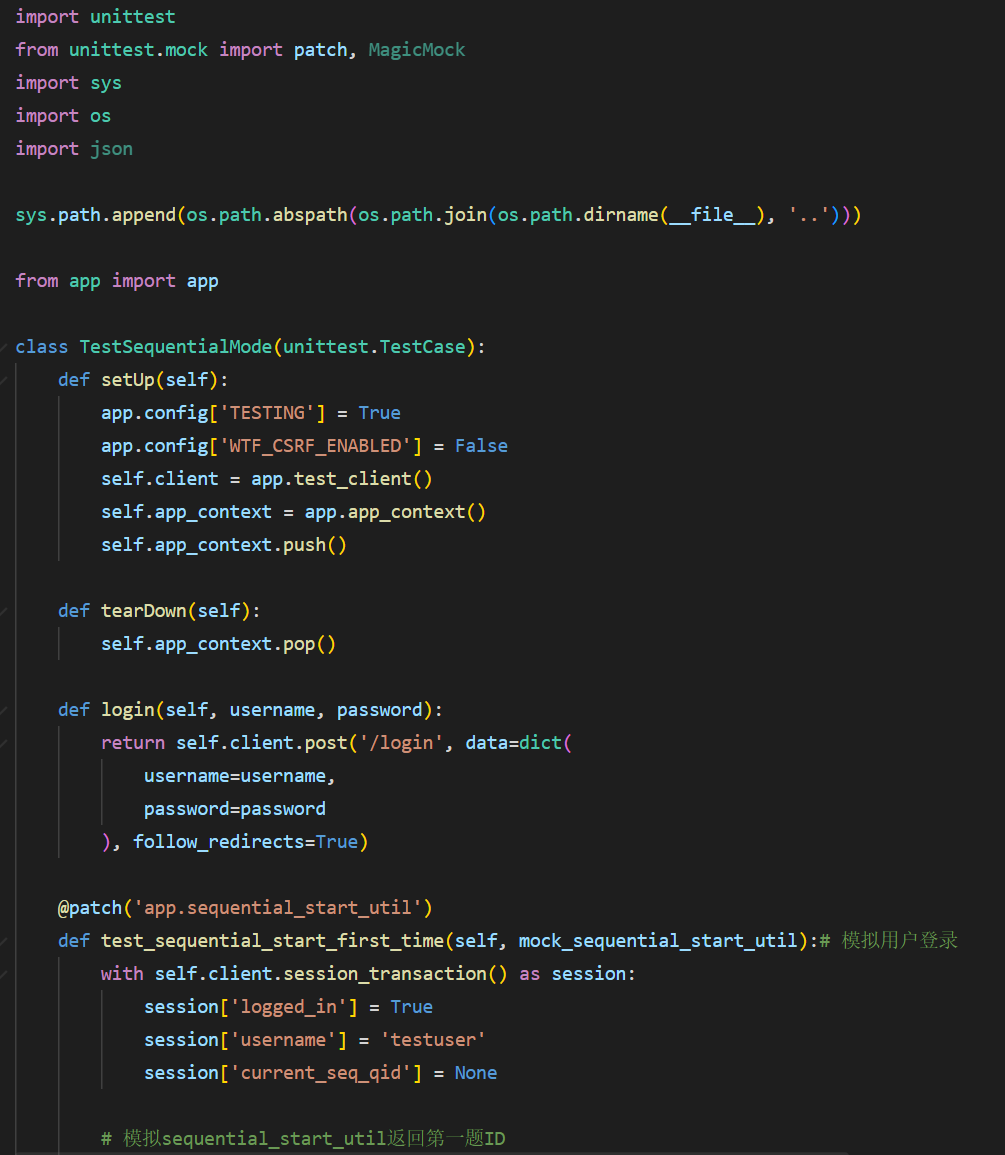 import unittest
from unittest.mock import patch, MagicMock
import sys
import os
import json

sys.path.append(os.path.abspath(os.path.join(os.path.dirname(__file__), '..')))

from app import app

class TestSequentialMode(unittest.TestCase):
    def setUp(self):
        app.config['TESTING'] = True
        app.config['WTF_CSRF_ENABLED'] = False
        self.client = app.test_client()
        self.app_context = app.app_context()
        self.app_context.push()

    def tearDown(self):
        self.app_context.pop()

    def login(self, username, password):
        return self.client.post('/login', data=dict(
            username=username,
            password=password
        ), follow_redirects=True)

    @patch('app.sequential_start_util')
    def test_sequential_start_first_time(self, mock_sequential_start_util):# 模拟用户登录
        with self.client.session_transaction() as session:
            session['logged_in'] = True
            session['username'] = 'testuser'
            session['current_seq_qid'] = None

        # 模拟sequential_start_util返回第一题ID